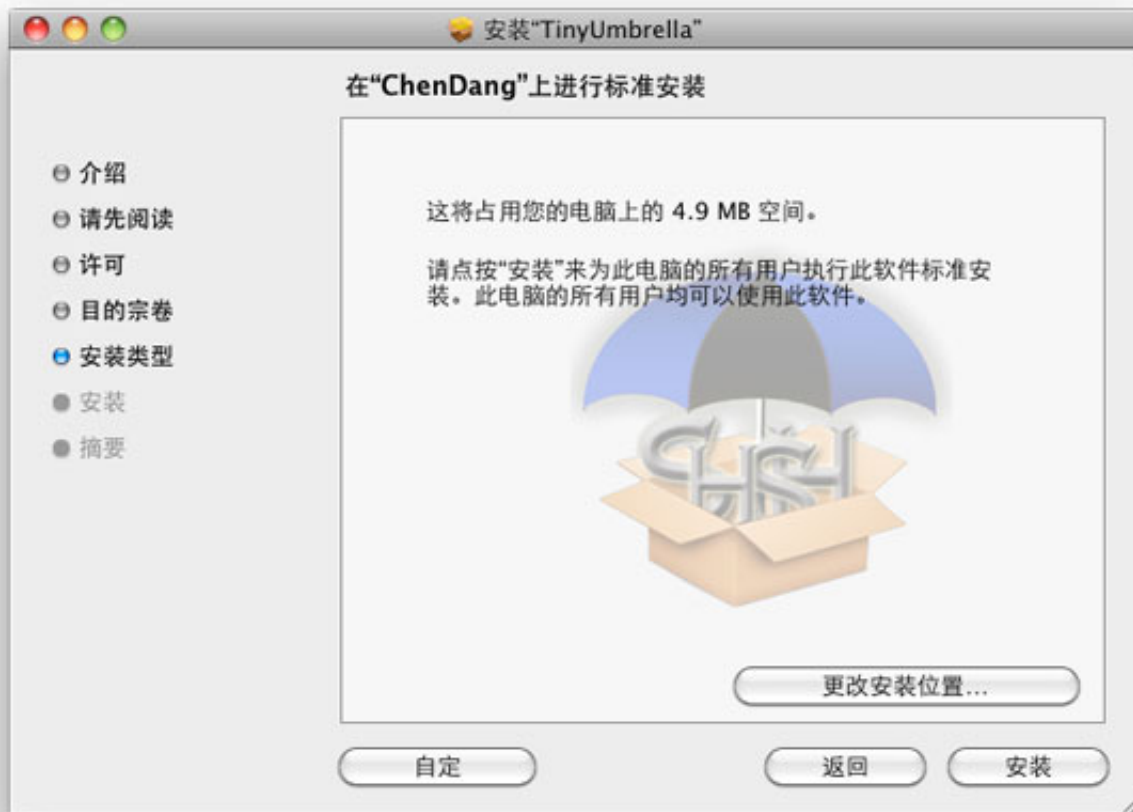 安装“TinyUmbrella”
在“ChenDang”上进行标准安装
介绍
请先阅读
许可
目的宗卷
安装类型
安装
摘要
这将占用您的电脑上的 4.9 MB 空间。
请点按“安装”来为此电脑的所有用户执行此软件标准安
装。此电脑的所有用户均可以使用此软件。
CHSH
更改安装位置...
自定
返回
安装